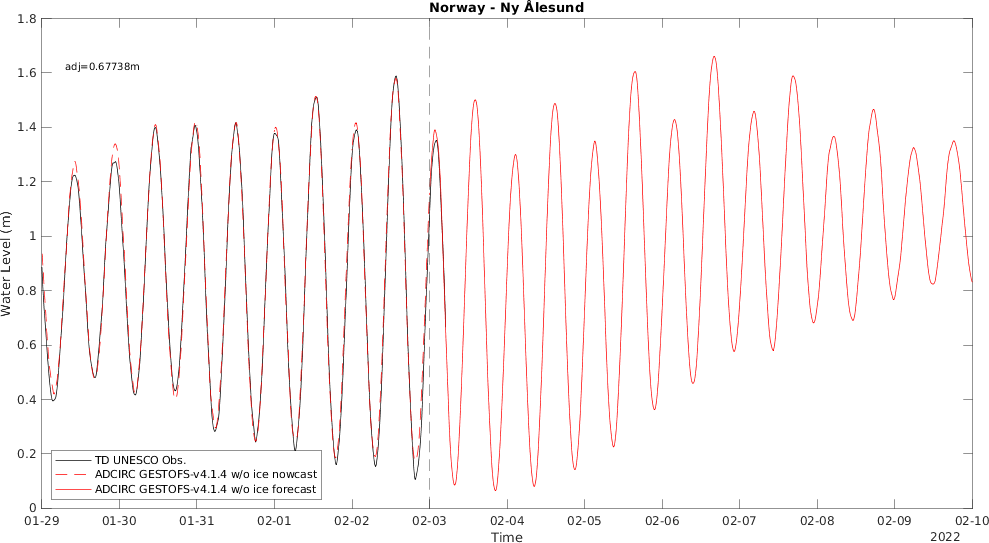 Norway - Ny Ålesund
adj=0.67738m
Water Level (m)
1.8
1.6
1.4
1.2
1
0.8
0.6
0.4
0.2
0
TD UNESCO Obs.
ADCIRC GESTOFS-v4.1.4 w/o ice nowcast
ADCIRC GESTOFS-v4.1.4 w/o ice forecast
01-29 01-30 01-31 02-01 02-02 02-03 02-04 02-05 02-06 02-07 02-08 02-09 02-10
Time
2022